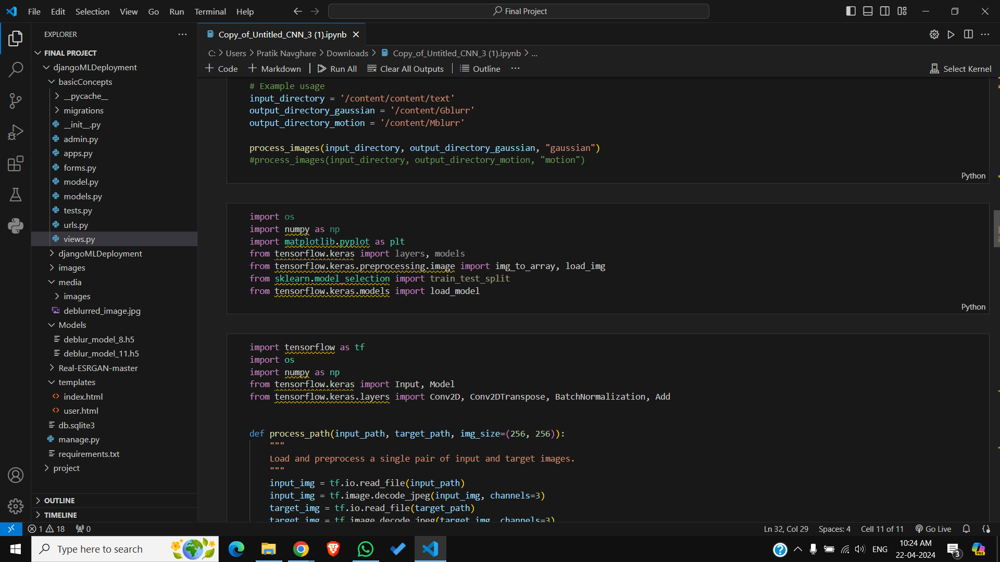 File Edit Selection View Go Run Terminal Help
Final Project
EXPLORER
FINAL PROJECT
djangoMLDeployment
basicConcepts
__pycache__
migrations
__init__.py
admin.py
apps.py
forms.py
model.py
models.py
tests.py
urls.py
views.py
djangoMLDeployment
images
media
images
deblurred_image.jpg
Models
deblur_model_8.h5
deblur_model_11.h5
Real-ESRGAN-master
templates
index.html
user.html
db.sqlite3
manage.py
requirements.txt
project
OUTLINE
TIMELINE
Copy_of_Untitled_CNN_3 (1).ipynb
C: > Users > Pratik Navghare > Downloads > Copy_of_Untitled_CNN_3 (1).ipynb > ...
+ Code + Markdown | Run All Clear All Outputs | Outline ...
Select Kernel
# Example usage
input_directory = '/content/content/text'
output_directory_gaussian = '/content/Gblurr'
output_directory_motion = '/content/Mblurr'
process_images(input_directory, output_directory_gaussian, "gaussian")
#process_images(input_directory, output_directory_motion, "motion")
Python
import os
import numpy as np
import matplotlib.pyplot as plt
from tensorflow.keras import layers, models
from tensorflow.keras.preprocessing.image import img_to_array, load_img
from sklearn.model_selection import train_test_split
from tensorflow.keras.models import load_model
Python
import tensorflow as tf
import os
import numpy as np
from tensorflow.keras import Input, Model
from tensorflow.keras.layers import Conv2D, Conv2DTranspose, BatchNormalization, Add
def process_path(input_path, target_path, img_size=(256, 256)):
"""
Load and preprocess a single pair of input and target images.
"""
input_img = tf.io.read_file(input_path)
input_img = tf.image.decode_jpeg(input_img, channels=3)
target_img = tf.io.read_file(target_path)
target_img = tf.image.decode_jpeg(target_img, channels=3)
1 18 0
Ln 32, Col 29 Spaces: 4 Cell 11 of 11 Go Live
Type here to search
ENG
10:24 AM
22-04-2024
3
PRE